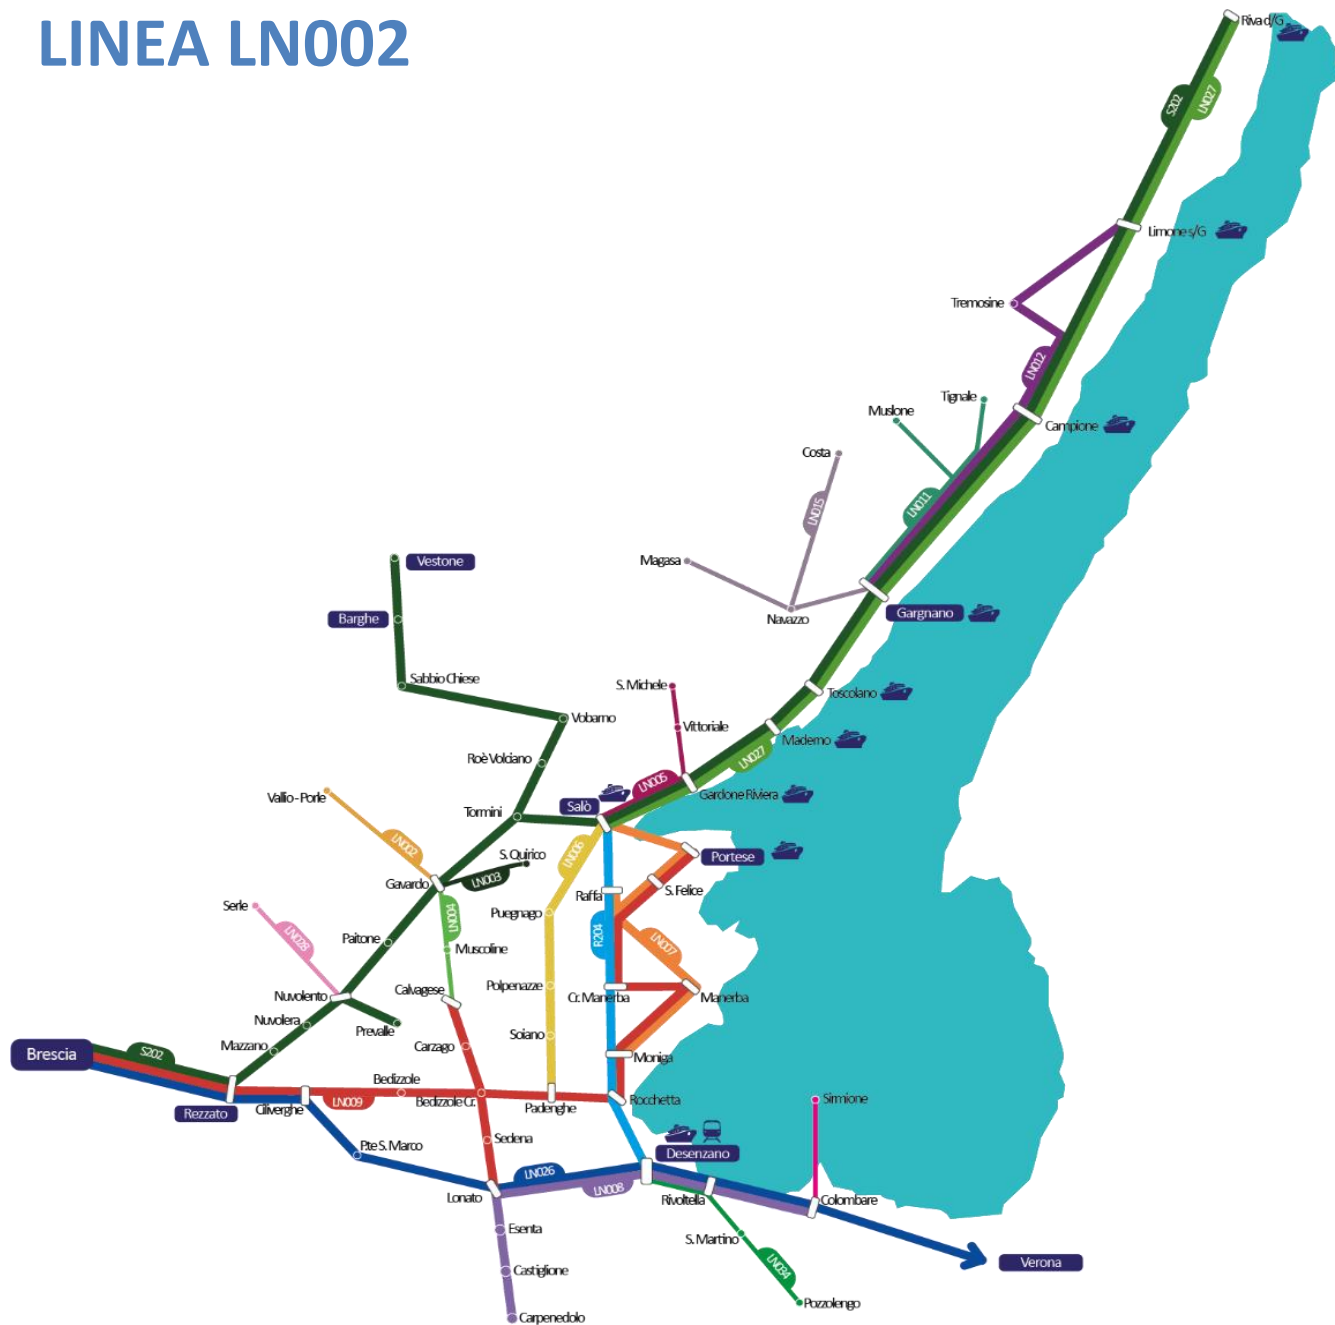 LINEA LN002
Riva d/G
S202
LN027
Limone s/G
Tremosine
LN012
Tignale
Muslone
Campione
Costa
LN015
LN011
Magasa
Navazzo
Gargnano
Vestone
Barghe
Sabbio Chiese
S. Michele
Toscolano
Vobarno
Vittoriale
Maderno
Roè Volciano
LN027
LN005
Gardone Riviera
Vallio - Porle
Tormini
Salò
LN002
LN006
S. Quirico
Portese
Gavardo
LN003
Raffa
S. Felice
Serle
LN004
Puegnago
R204
LN007
LN028
Paitone
Muscoline
Nuvolento
Calvagese
Polpenazze
Cr. Manerba
Manerba
Nuvolera
Prevalle
Soiano
Mazzano
Carzago
Moniga
Brescia
S202
Bedizzole
Rezzato
Ciliverghe
LN009
Bedizzole Cr.
Padenghe
Rocchetta
Sirmione
P.te S. Marco
Sedena
Desenzano
LN026
LN008
Lonato
Rivoltella
Colombare
Esenta
S. Martino
Verona
LN034
Castiglione
Pozzolengo
Carpenedolo